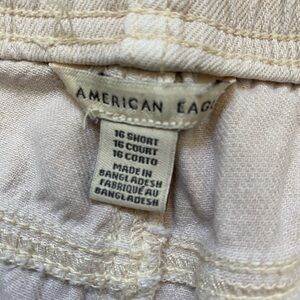 AMERICAN EAG
16 SHORT
16 COURT
16 CORTO
MADE IN
BANGLADESH
FABRIQUÉ AU
BANGLADESH